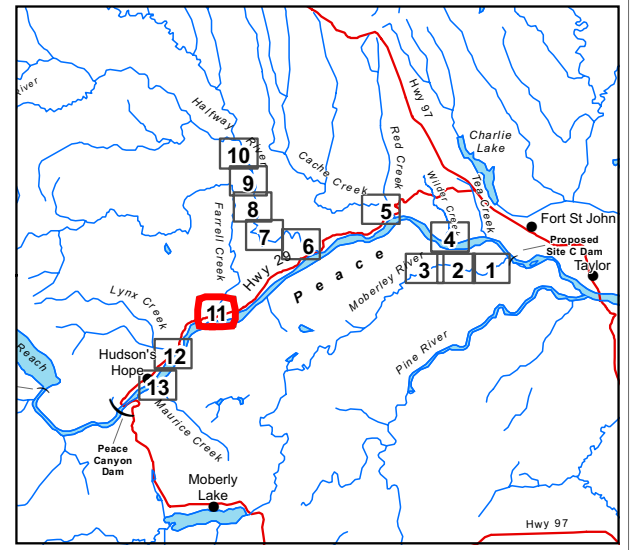 Hwy 97
Charlie
Lake
River
Halfway
River
Red Creek
Cache Creek
Wilder Creek
Tea Creek
10
9
8
7
6
5
4
3
2
1
Fort St John
Proposed
Site C Dam
Taylor
Farrell Creek
Hwy 29
Peace
Moberley River
Lynx Creek
11
Pine River
Reach
Hudson's
Hope
12
13
Maurice Creek
Peace
Canyon
Dam
Moberly
Lake
Hwy 97